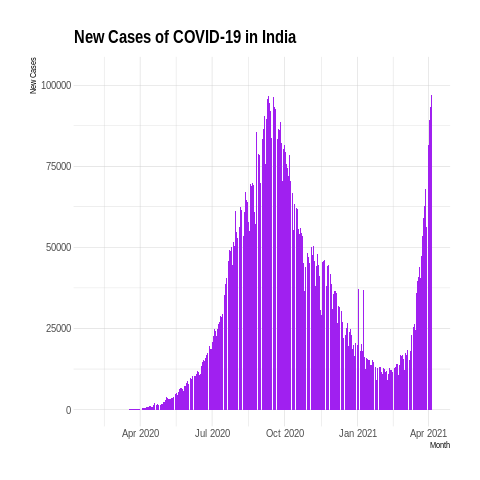 New Cases of COVID-19 in India
New Cases
100000
75000
50000
25000
0
Apr 2020 Jul 2020 Oct 2020 Jan 2021 Apr 2021
Month